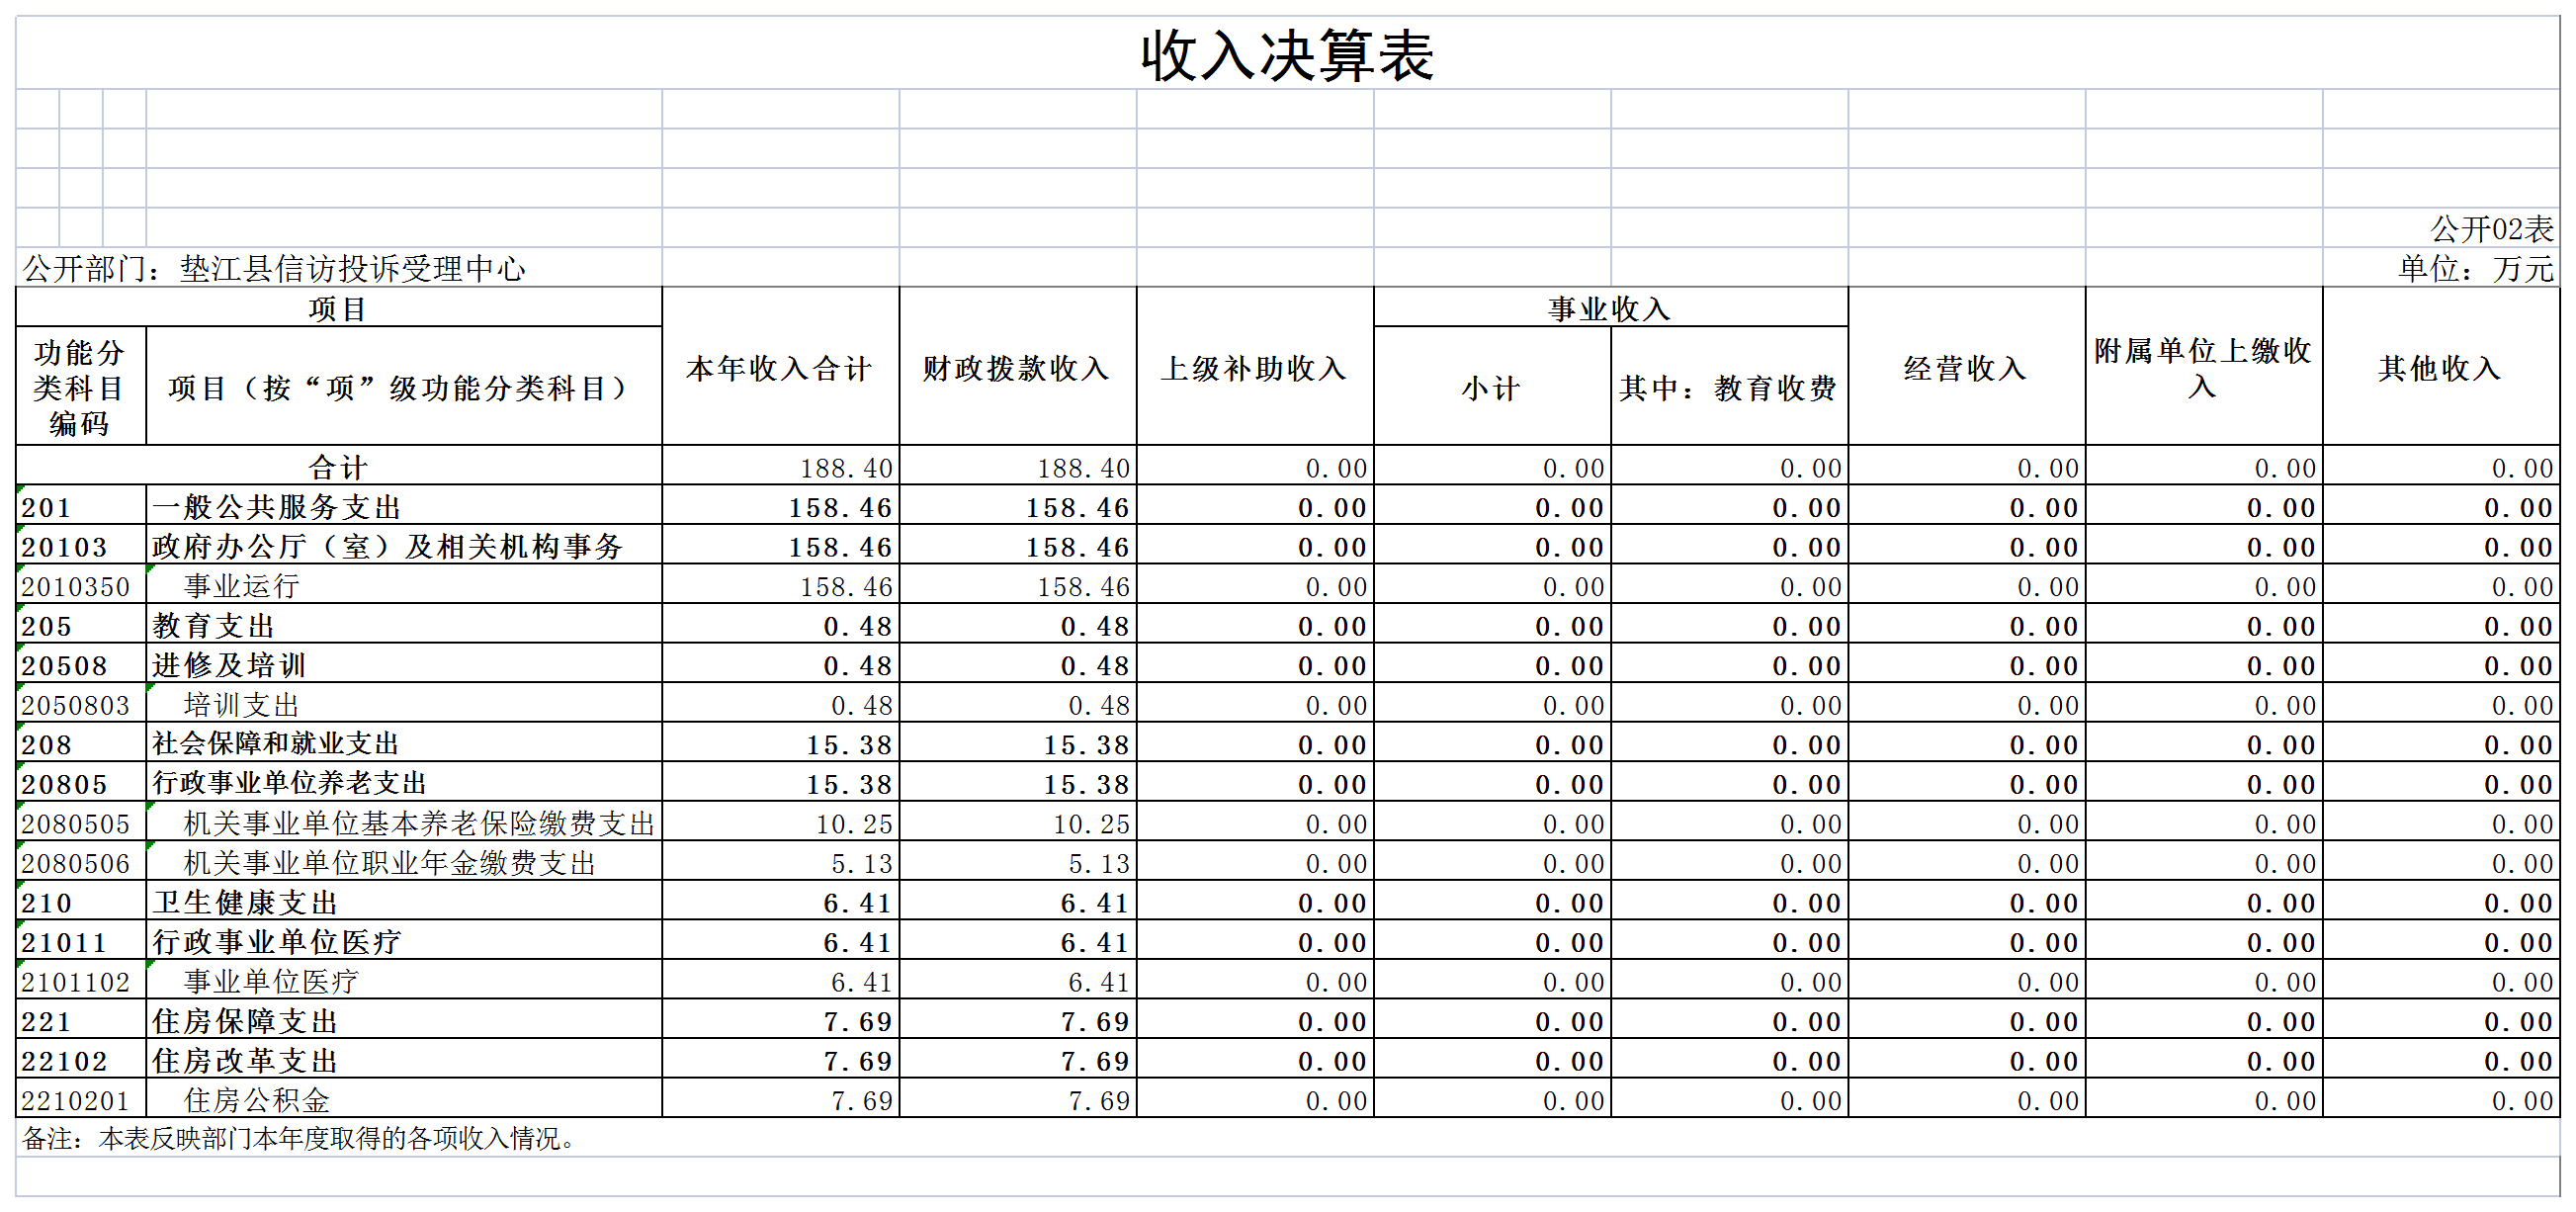 收入决算表
公开02表
公开部门：垫江县信访投诉受理中心 单位：万元
项目 本年收入合计 财政拨款收入 上级补助收入 事业收入 经营收入 附属单位上缴收入 其他收入
功能分类科目编码 项目（按“项”级功能分类科目） 小计 其中：教育收费
合计 188.40 188.40 0.00 0.00 0.00 0.00 0.00 0.00
201 一般公共服务支出 158.46 158.46 0.00 0.00 0.00 0.00 0.00 0.00
20103 政府办公厅（室）及相关机构事务 158.46 158.46 0.00 0.00 0.00 0.00 0.00 0.00
2010350 事业运行 158.46 158.46 0.00 0.00 0.00 0.00 0.00 0.00
205 教育支出 0.48 0.48 0.00 0.00 0.00 0.00 0.00 0.00
20508 进修及培训 0.48 0.48 0.00 0.00 0.00 0.00 0.00 0.00
2050803 培训支出 0.48 0.48 0.00 0.00 0.00 0.00 0.00 0.00
208 社会保障和就业支出 15.38 15.38 0.00 0.00 0.00 0.00 0.00 0.00
20805 行政事业单位养老支出 15.38 15.38 0.00 0.00 0.00 0.00 0.00 0.00
2080505 机关事业单位基本养老保险缴费支出 10.25 10.25 0.00 0.00 0.00 0.00 0.00 0.00
2080506 机关事业单位职业年金缴费支出 5.13 5.13 0.00 0.00 0.00 0.00 0.00 0.00
210 卫生健康支出 6.41 6.41 0.00 0.00 0.00 0.00 0.00 0.00
21011 行政事业单位医疗 6.41 6.41 0.00 0.00 0.00 0.00 0.00 0.00
2101102 事业单位医疗 6.41 6.41 0.00 0.00 0.00 0.00 0.00 0.00
221 住房保障支出 7.69 7.69 0.00 0.00 0.00 0.00 0.00 0.00
22102 住房改革支出 7.69 7.69 0.00 0.00 0.00 0.00 0.00 0.00
2210201 住房公积金 7.69 7.69 0.00 0.00 0.00 0.00 0.00 0.00
备注：本表反映部门本年度取得的各项收入情况。